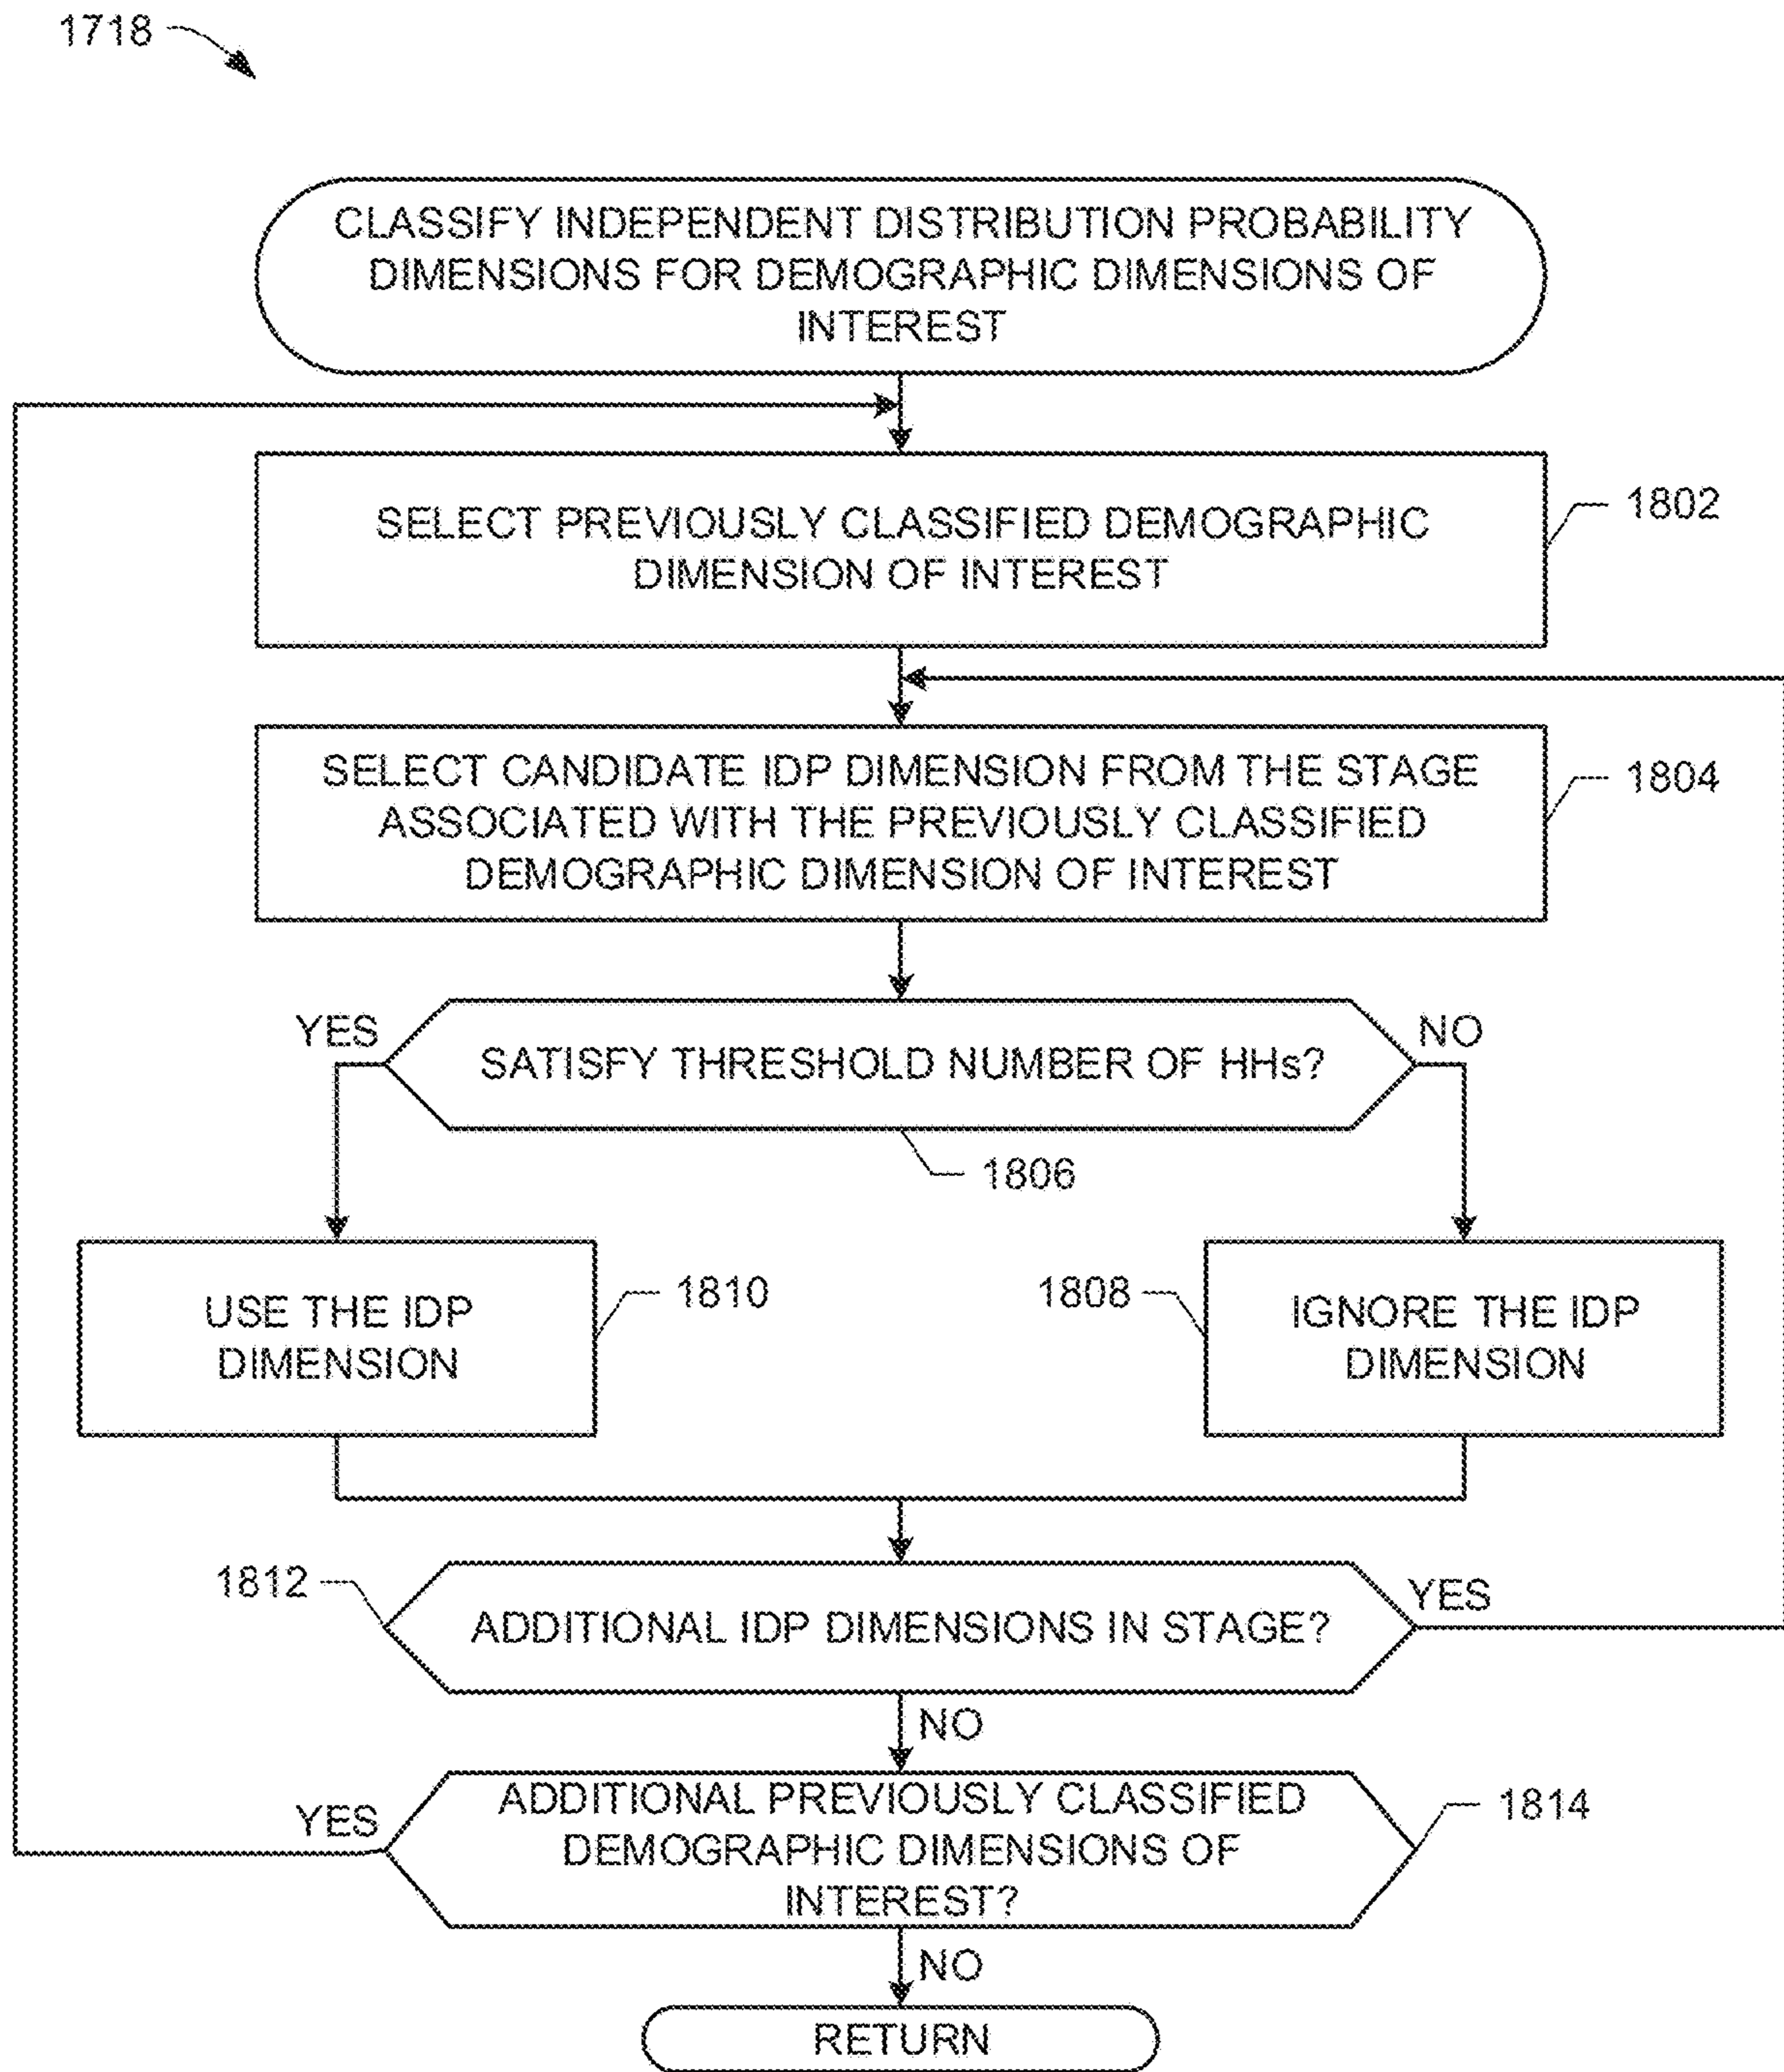 1718
CLASSIFY INDEPENDENT DISTRIBUTION PROBABILITY
DIMENSIONS FOR DEMOGRAPHIC DIMENSIONS OF
INTEREST
SELECT PREVIOUSLY CLASSIFIED DEMOGRAPHIC
DIMENSION OF INTEREST
1802
SELECT CANDIDATE IDP DIMENSION FROM THE STAGE
ASSOCIATED WITH THE PREVIOUSLY CLASSIFIED
DEMOGRAPHIC DIMENSION OF INTEREST
1804
YES
SATISFY THRESHOLD NUMBER OF HHs?
NO
1806
USE THE IDP
DIMENSION
1810
1808
IGNORE THE IDP
DIMENSION
1812
ADDITIONAL IDP DIMENSIONS IN STAGE?
YES
NO
YES
ADDITIONAL PREVIOUSLY CLASSIFIED
DEMOGRAPHIC DIMENSIONS OF
INTEREST?
1814
NO
RETURN